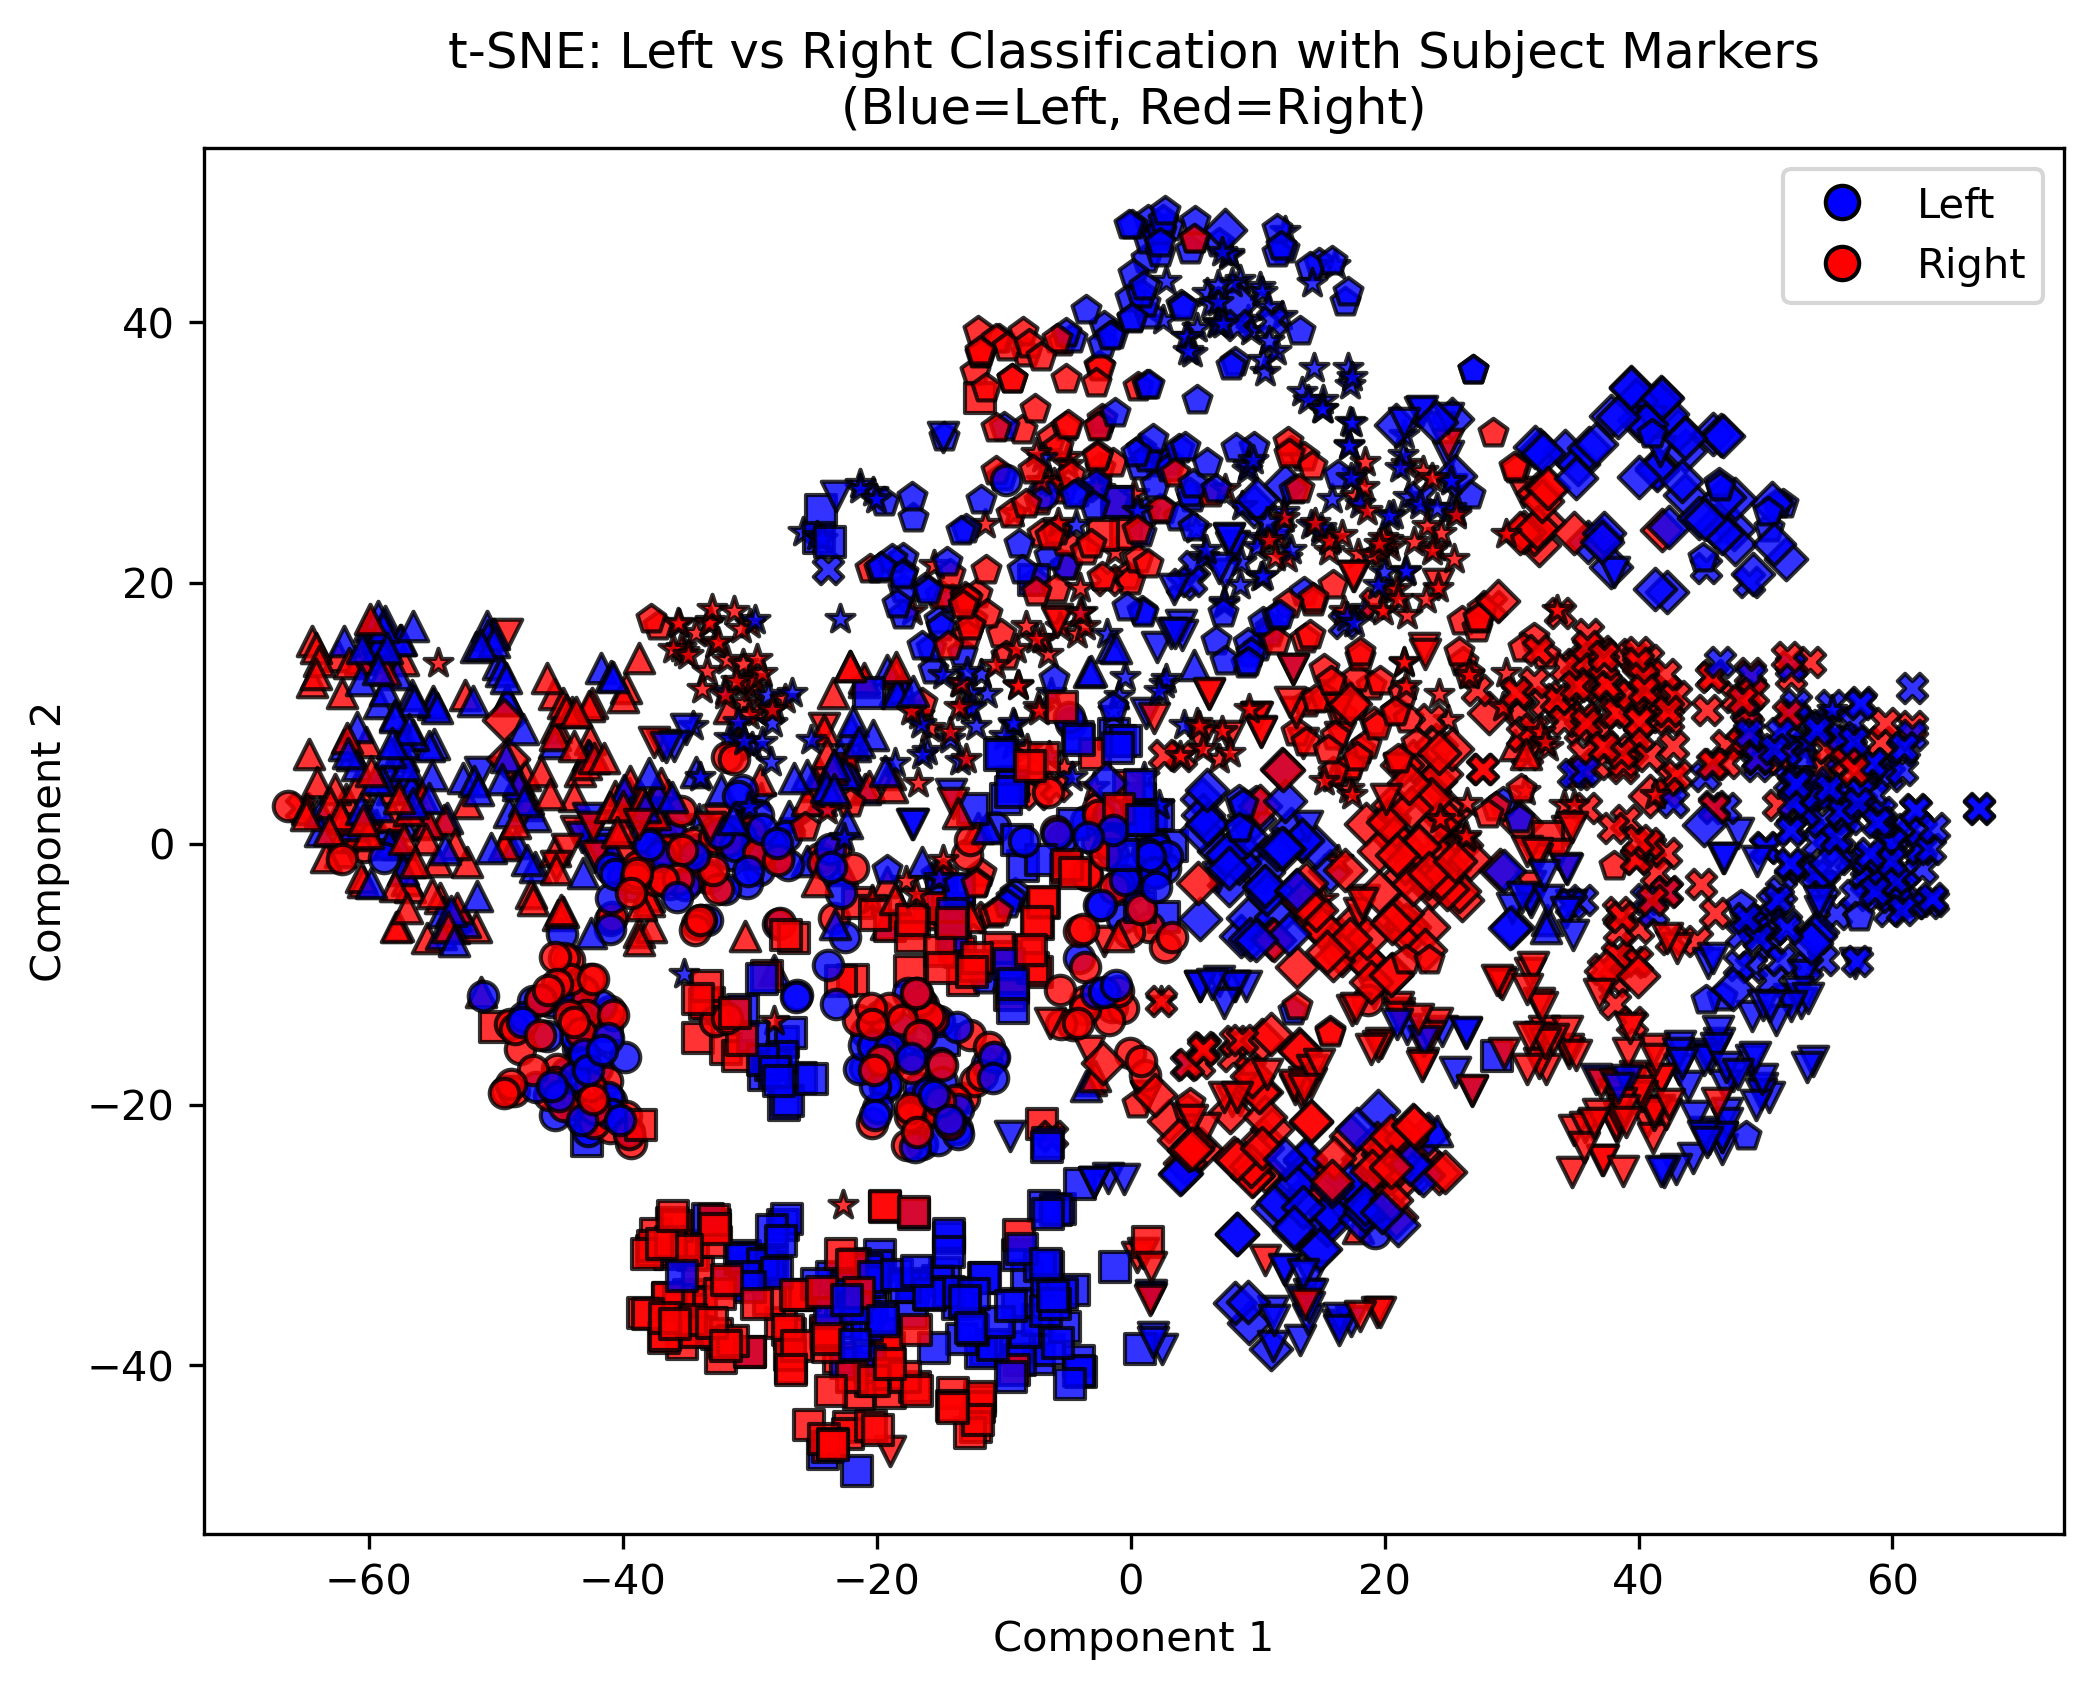 t-SNE: Left vs Right Classification with Subject Markers
(Blue=Left, Red=Right)
Left
Right
Component 2
40
20
0
−20
−40
−60
−40
−20
0
20
40
60
Component 1